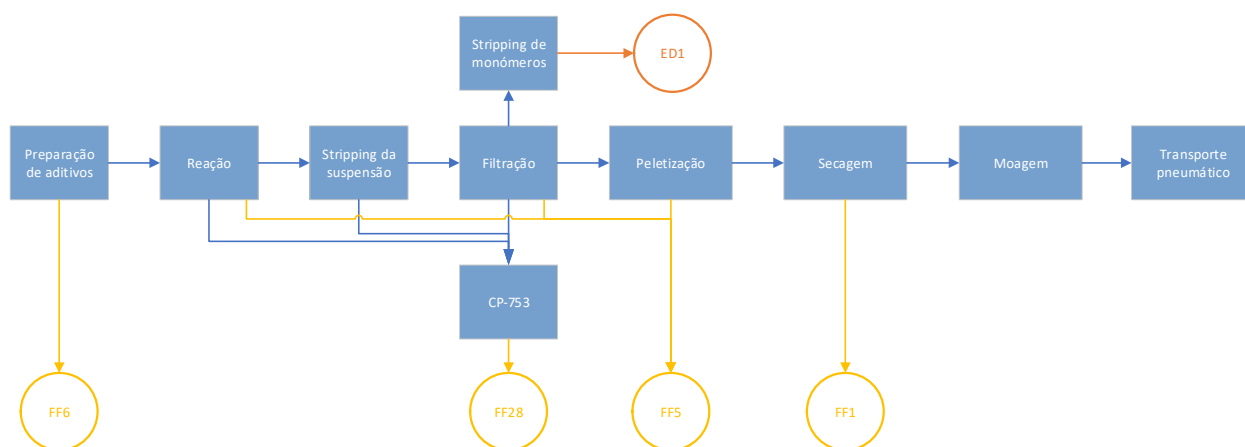 Stripping de
monómeros
ED1
Preparação
de aditivos
Reação
Stripping da
suspensão
Filtração
Peletização
Secagem
Moagem
Transporte
pneumático
CP-753
FF6
FF28
FF5
FF1